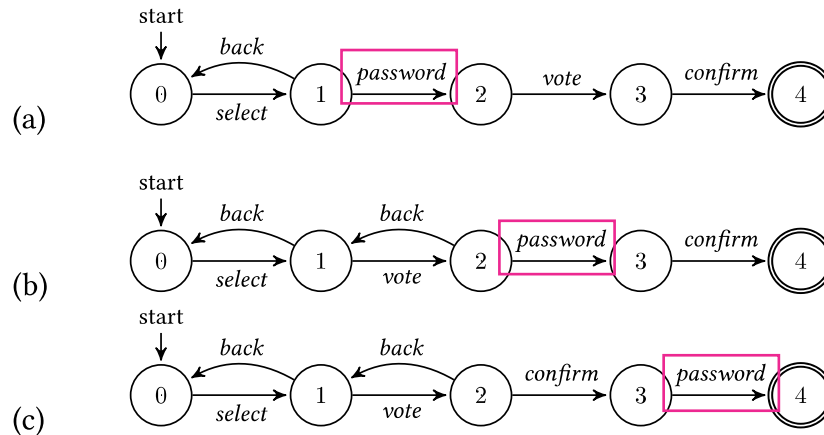 start
back
password
0
1
2
vote
3
confirm
4
select
(a)
start
back
back
password
confirm
0
1
2
3
4
select
vote
(b)
start
back
back
confirm
password
0
1
2
3
4
select
vote
(c)